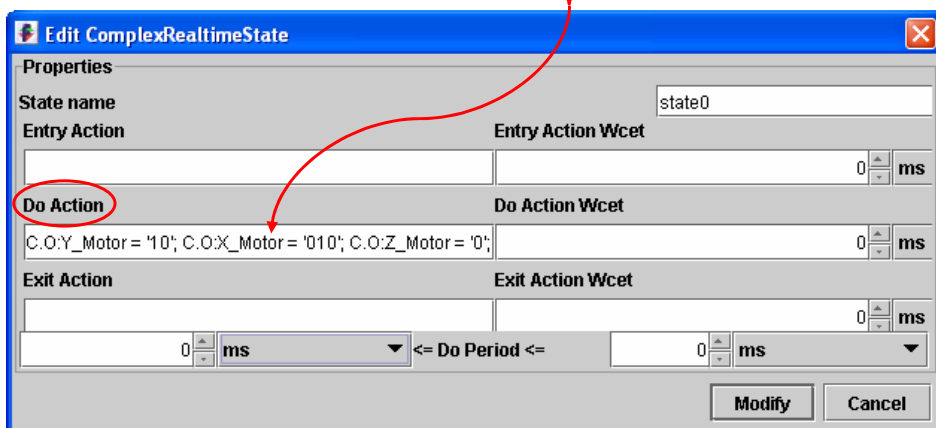 Edit ComplexRealtimeState
Properties
State name state0
Entry Action Entry Action Wcet
0 ms
Do Action Do Action Wcet
C.O:Y_Motor = '10'; C.O:X_Motor = '010'; C.O:Z_Motor = '0'; 0 ms
Exit Action Exit Action Wcet
0 ms
0 ms <= Do Period <= 0 ms
Modify Cancel